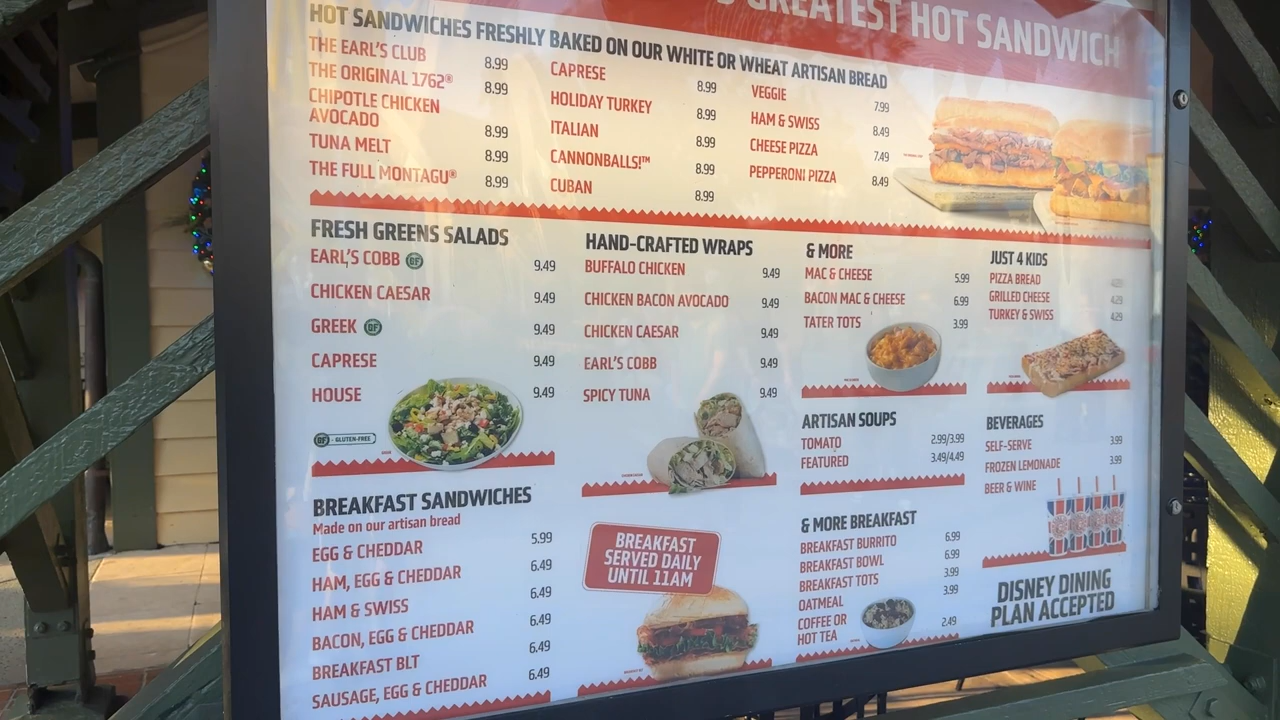 'S GREATEST HOT SANDWICH
HOT SANDWICHES FRESHLY BAKED ON OUR WHITE OR WHEAT ARTISAN BREAD
THE EARL'S CLUB 8.99
THE ORIGINAL 1762® 8.99
CHIPOTLE CHICKEN
AVOCADO 8.99
TUNA MELT 8.99
THE FULL MONTAGU® 8.99
CAPRESE 8.99
HOLIDAY TURKEY 8.99
ITALIAN 8.99
CANNONBALLS!™ 8.99
CUBAN 8.99
VEGGIE 7.99
HAM & SWISS 8.49
CHEESE PIZZA 7.49
PEPPERONI PIZZA 8.49
FRESH GREENS SALADS
EARL'S COBB GF 9.49
CHICKEN CAESAR 9.49
GREEK GF 9.49
CAPRESE 9.49
HOUSE 9.49
GF - GLUTEN-FREE
HAND-CRAFTED WRAPS
BUFFALO CHICKEN 9.49
CHICKEN BACON AVOCADO 9.49
CHICKEN CAESAR 9.49
EARL'S COBB 9.49
SPICY TUNA 9.49
& MORE
MAC & CHEESE 5.99
BACON MAC & CHEESE 6.99
TATER TOTS 3.99
JUST 4 KIDS
PIZZA BREAD 4.29
GRILLED CHEESE 4.29
TURKEY & SWISS 4.29
ARTISAN SOUPS
TOMATO 2.99/3.99
FEATURED 3.49/4.49
BEVERAGES
SELF-SERVE 3.99
FROZEN LEMONADE 3.99
BEER & WINE
BREAKFAST SANDWICHES
Made on our artisan bread
EGG & CHEDDAR 5.99
HAM, EGG & CHEDDAR 6.49
HAM & SWISS 6.49
BACON, EGG & CHEDDAR 6.49
BREAKFAST BLT 6.49
SAUSAGE, EGG & CHEDDAR 6.49
BREAKFAST
SERVED DAILY
UNTIL 11AM
& MORE BREAKFAST
BREAKFAST BURRITO 6.99
BREAKFAST BOWL 6.99
BREAKFAST TOTS 3.99
OATMEAL 3.99
COFFEE OR
HOT TEA 2.49
DISNEY DINING
PLAN ACCEPTED